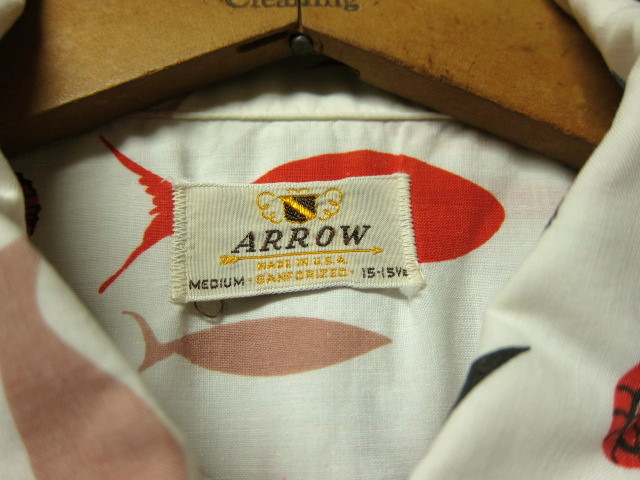 Cleaning
ARROW
MADE IN U.S.A.
MEDIUM · SANFORIZED · 15-15½